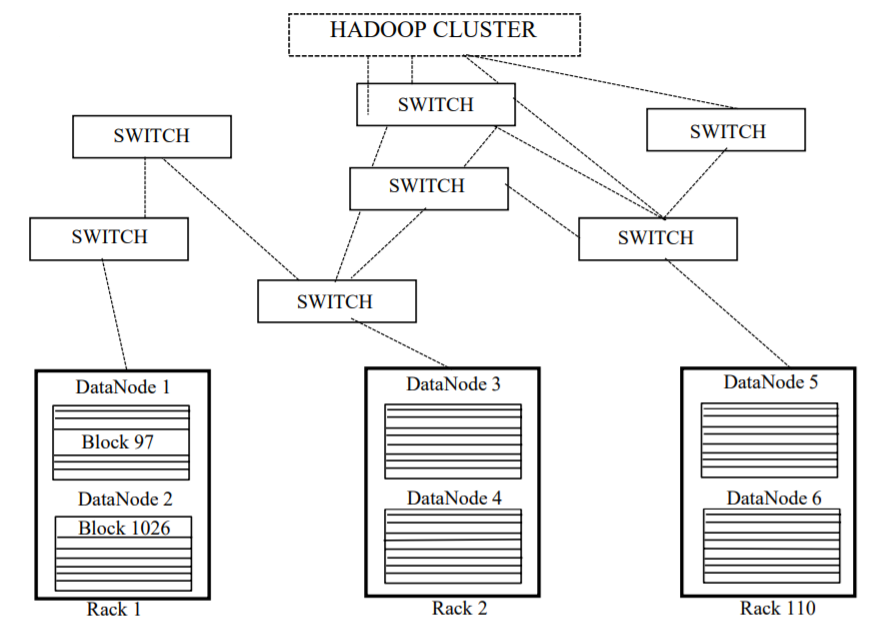 HADOOP CLUSTER
SWITCH
SWITCH
SWITCH
SWITCH
SWITCH
SWITCH
SWITCH
DataNode 1
Block 97
DataNode 2
Block 1026
Rack 1
DataNode 3
DataNode 4
Rack 2
DataNode 5
DataNode 6
Rack 110